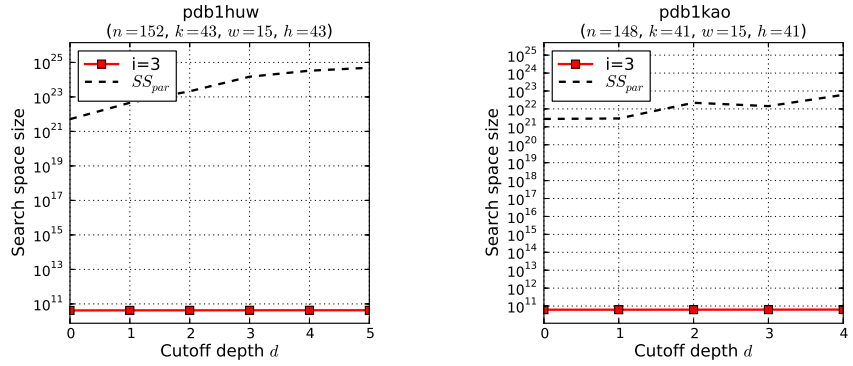 pdb1huw
(n=152, k=43, w=15, h=43)
10^25
10^23
10^21
10^19
10^17
10^15
10^13
10^11
Search space size
i=3
SS_par
0 1 2 3 4 5
Cutoff depth d
pdb1kao
(n=148, k=41, w=15, h=41)
10^25
10^24
10^23
10^22
10^21
10^20
10^19
10^18
10^17
10^16
10^15
10^14
10^13
10^12
10^11
Search space size
i=3
SS_par
0 1 2 3 4
Cutoff depth d